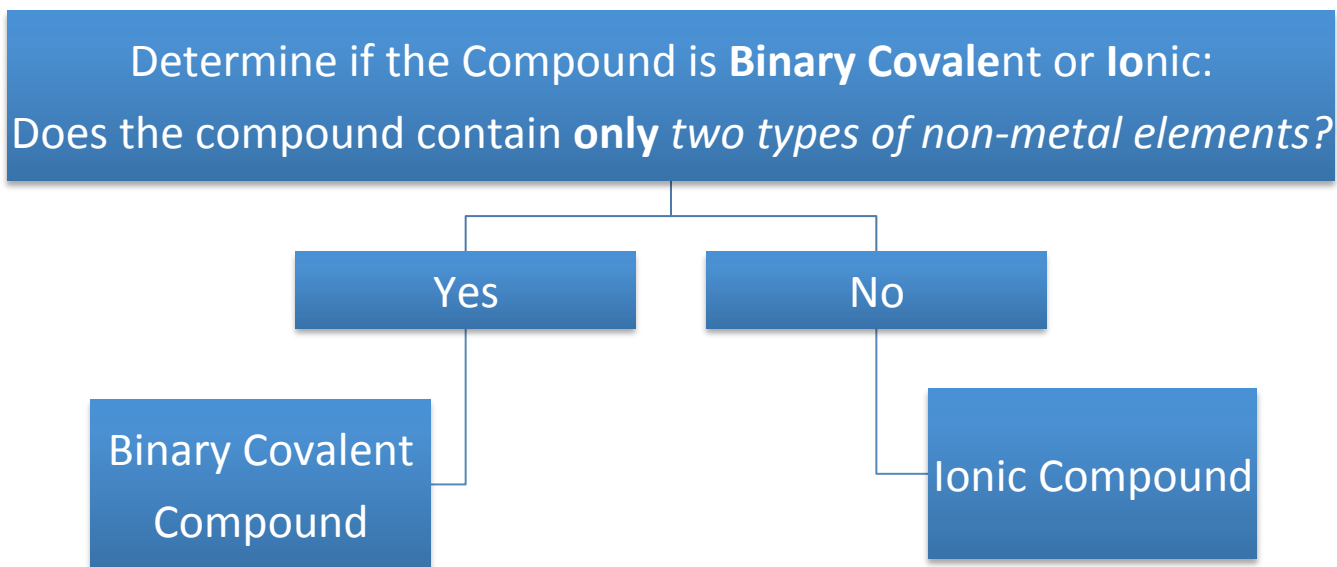 Determine if the Compound is Binary Covalent or Ionic:
Does the compound contain only two types of non-metal elements?
Yes
No
Binary Covalent
Compound
Ionic Compound